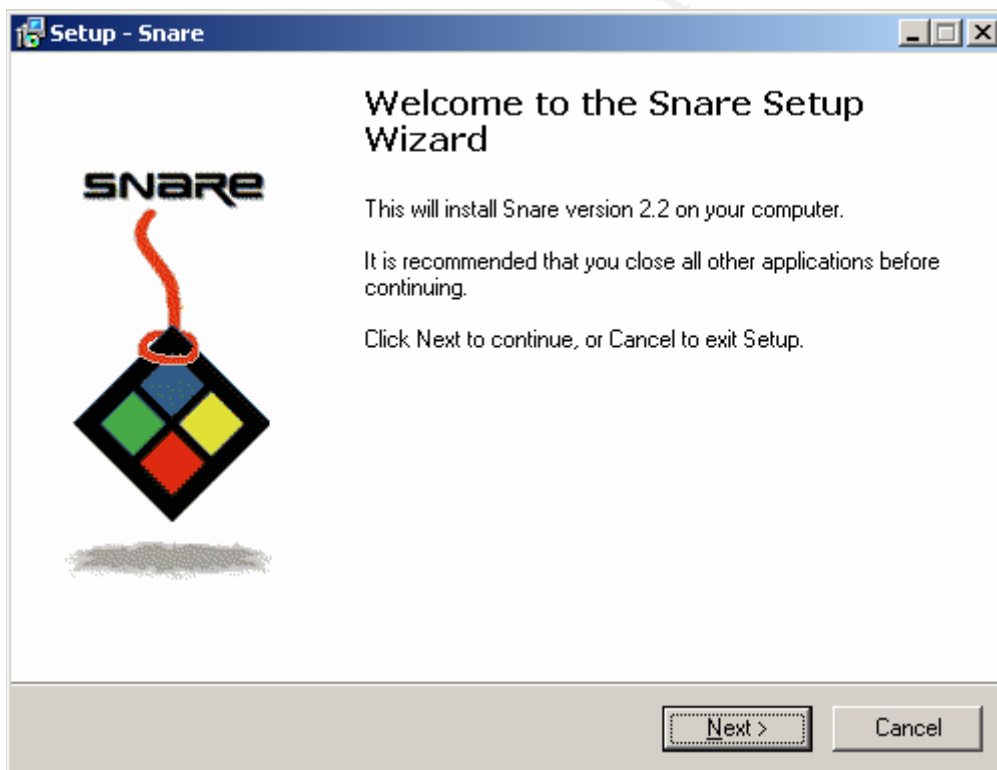 Setup - Snare
Welcome to the Snare Setup
Wizard
snare
This will install Snare version 2.2 on your computer.
It is recommended that you close all other applications before
continuing.
Click Next to continue, or Cancel to exit Setup.
Next >
Cancel